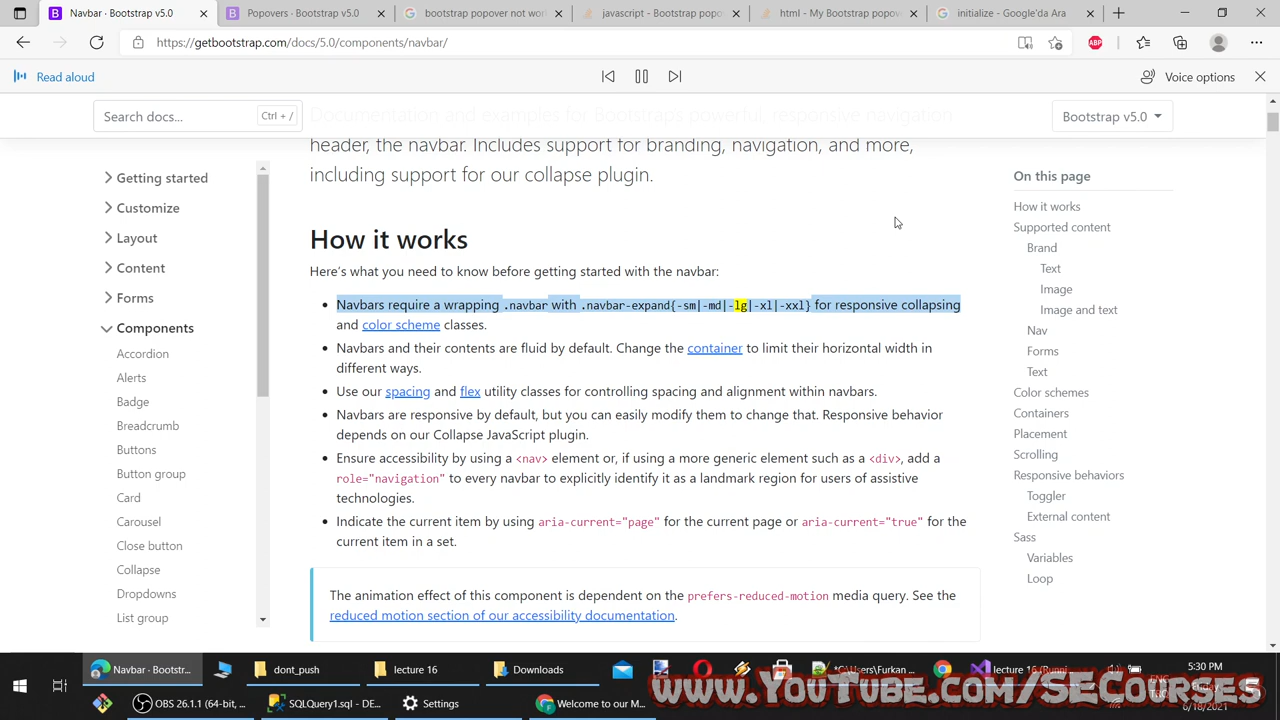 Navbar · Bootstrap v5.0
Popovers · Bootstrap v5.0
bootstrap popover not wor
javascript - Bootstrap popo
html - My Bootstrap popov
initialize - Google'da Ara
https://getbootstrap.com/docs/5.0/components/navbar/
ABP
Read aloud
Voice options
Search docs...
Ctrl + /
Documentation and examples for Bootstrap's powerful, responsive navigation
header, the navbar. Includes support for branding, navigation, and more,
including support for our collapse plugin.
Bootstrap v5.0
Getting started
Customize
Layout
Content
Forms
Components
Accordion
Alerts
Badge
Breadcrumb
Buttons
Button group
Card
Carousel
Close button
Collapse
Dropdowns
List group
How it works
Here's what you need to know before getting started with the navbar:
Navbars require a wrapping .navbar with .navbar-expand{-sm|-md|-lg|-xl|-xxl} for responsive collapsing
and color scheme classes.
Navbars and their contents are fluid by default. Change the container to limit their horizontal width in
different ways.
Use our spacing and flex utility classes for controlling spacing and alignment within navbars.
Navbars are responsive by default, but you can easily modify them to change that. Responsive behavior
depends on our Collapse JavaScript plugin.
Ensure accessibility by using a <nav> element or, if using a more generic element such as a <div>, add a
role="navigation" to every navbar to explicitly identify it as a landmark region for users of assistive
technologies.
Indicate the current item by using aria-current="page" for the current page or aria-current="true" for the
current item in a set.
The animation effect of this component is dependent on the prefers-reduced-motion media query. See the
reduced motion section of our accessibility documentation.
On this page
How it works
Supported content
Brand
Text
Image
Image and text
Nav
Forms
Text
Color schemes
Containers
Placement
Scrolling
Responsive behaviors
Toggler
External content
Sass
Variables
Loop
Navbar · Bootstr...
dont_push
lecture 16
Downloads
*C:\Users\Furkan
lecture 16 (Runni
5:30 PM
ENG
Friday
6/18/2021
OBS 26.1.1 (64-bit, ...
SQLQuery1.sql - DE...
Settings
Welcome to our M...
www.YouTube.com/SECourses